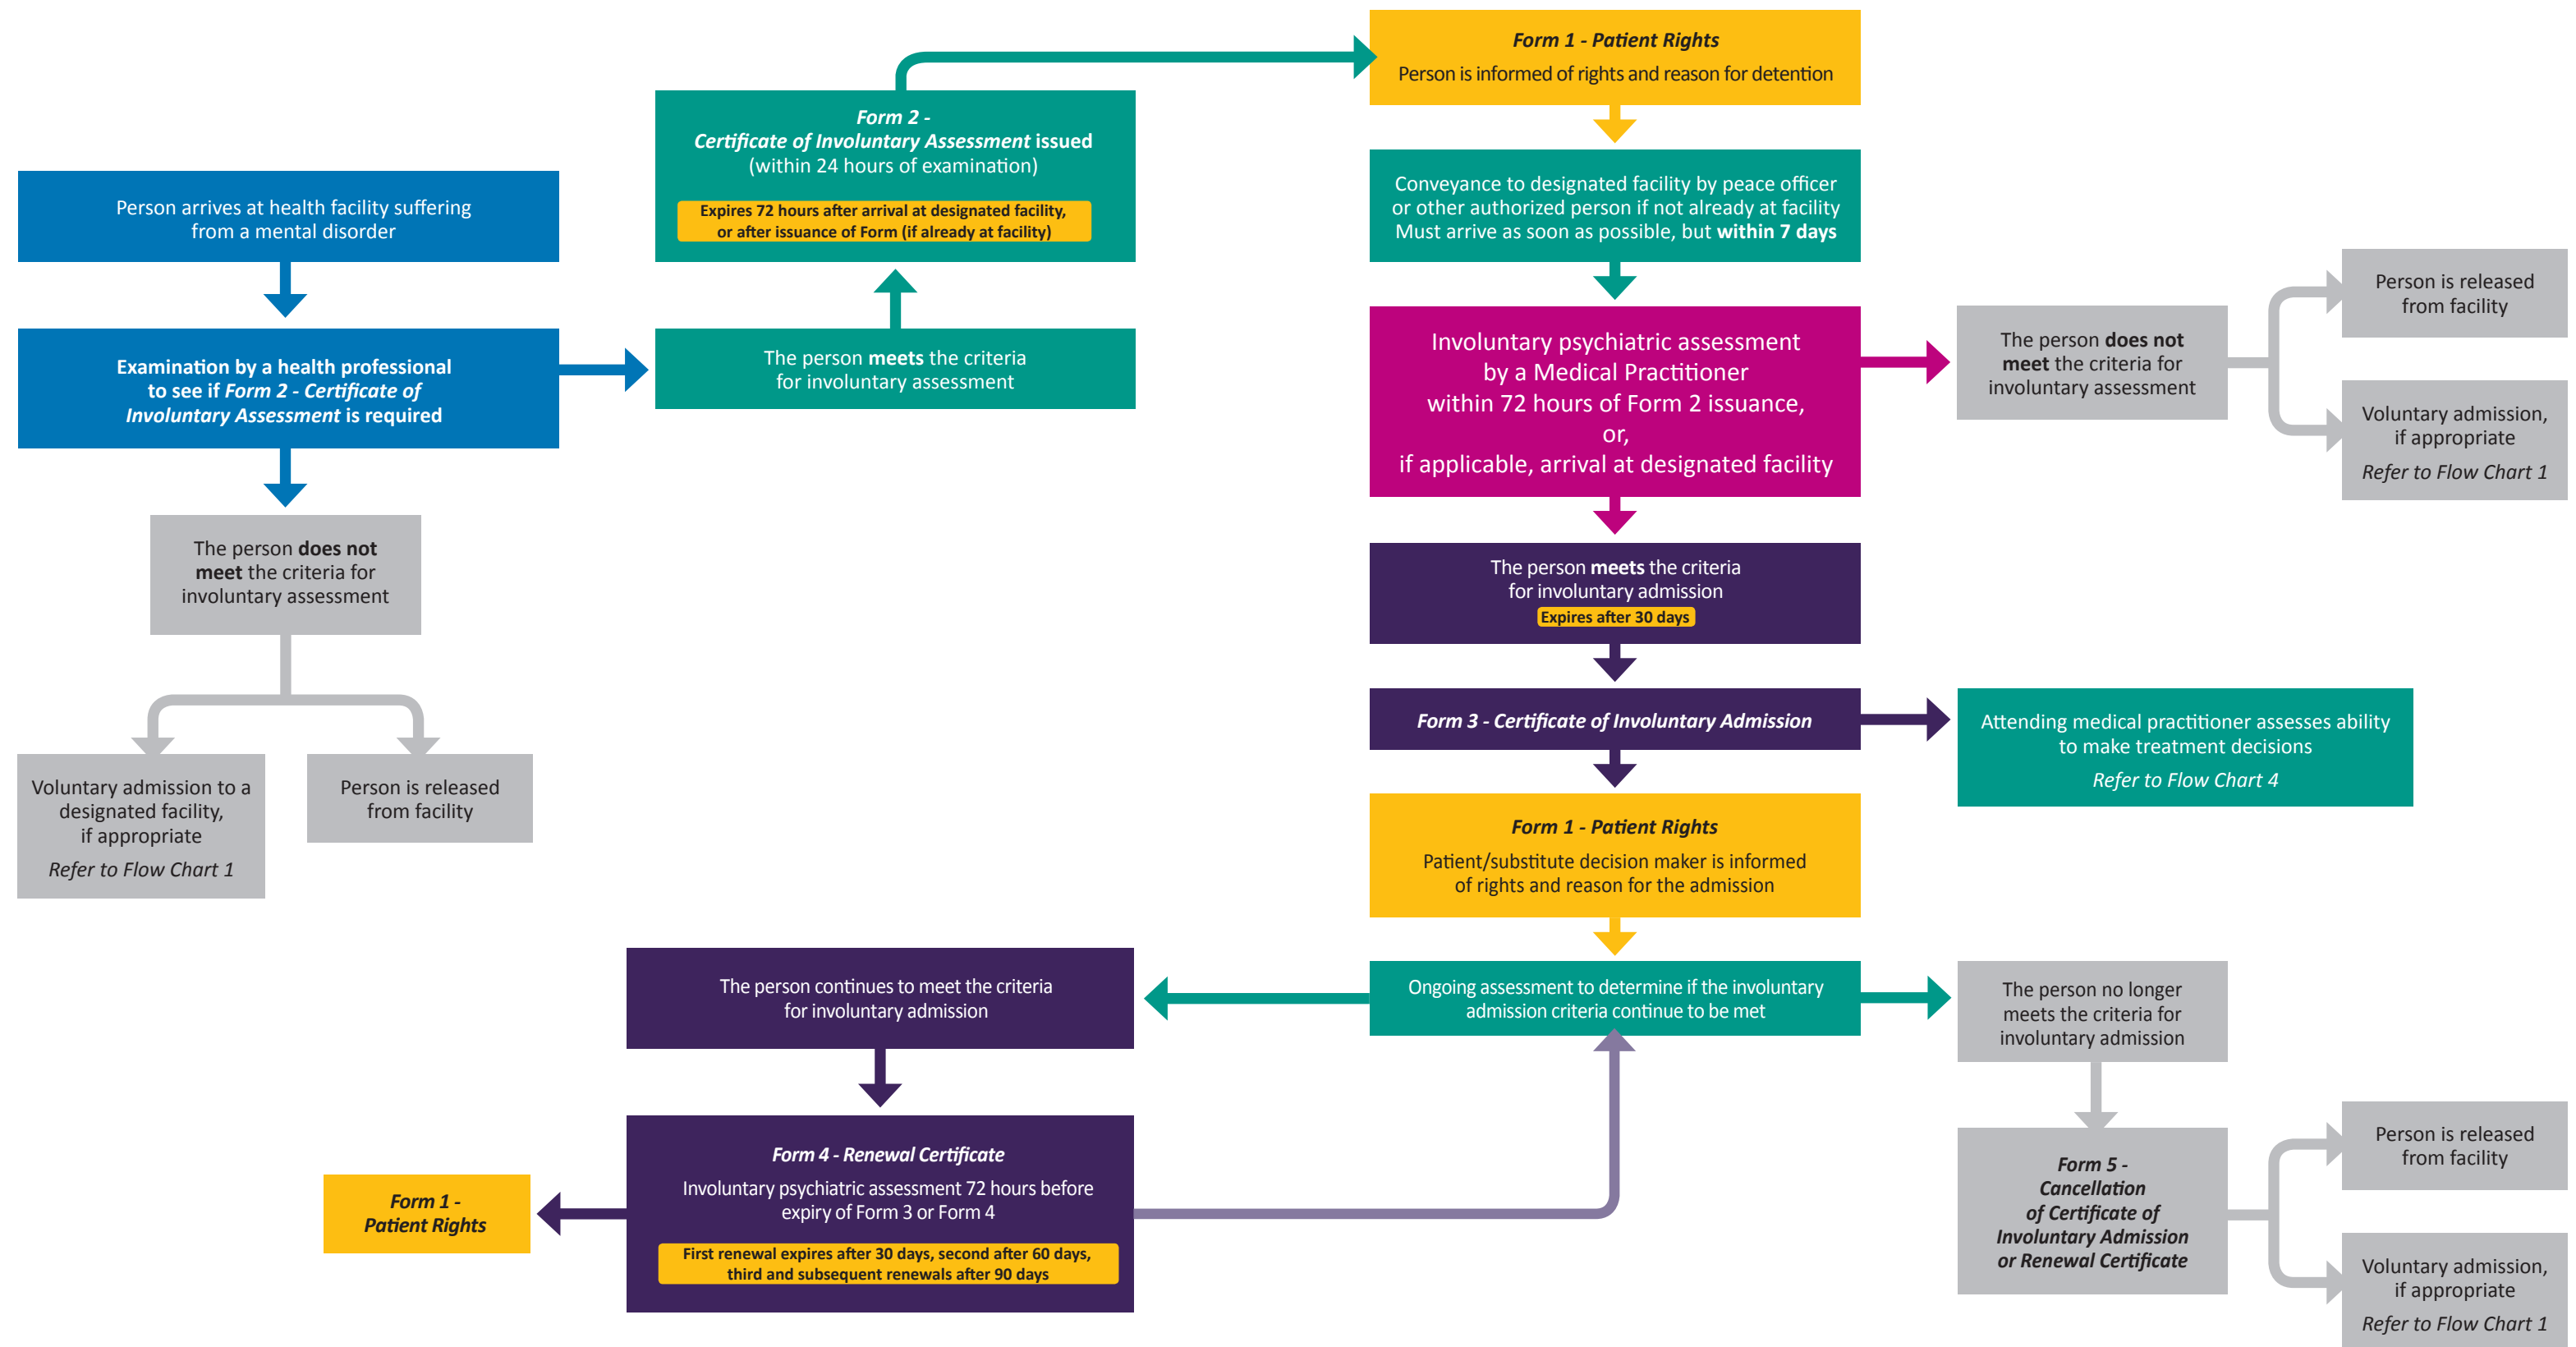 Person arrives at health facility suffering
from a mental disorder
Examination by a health professional
to see if Form 2 - Certificate of
Involuntary Assessment is required
The person does not
meet the criteria for
involuntary assessment
Voluntary admission to a
designated facility,
if appropriate
Refer to Flow Chart 1
Person is released
from facility
The person meets the criteria
for involuntary assessment
Form 2 -
Certificate of Involuntary Assessment issued
(within 24 hours of examination)
Expires 72 hours after arrival at designated facility,
or after issuance of Form (if already at facility)
Form 1 - Patient Rights
Person is informed of rights and reason for detention
Conveyance to designated facility by peace officer
or other authorized person if not already at facility
Must arrive as soon as possible, but within 7 days
Involuntary psychiatric assessment
by a Medical Practitioner
within 72 hours of Form 2 issuance,
or,
if applicable, arrival at designated facility
The person does not
meet the criteria for
involuntary assessment
Person is released
from facility
Voluntary admission,
if appropriate
Refer to Flow Chart 1
The person meets the criteria
for involuntary admission
Expires after 30 days
Form 3 - Certificate of Involuntary Admission
Attending medical practitioner assesses ability
to make treatment decisions
Refer to Flow Chart 4
Form 1 - Patient Rights
Patient/substitute decision maker is informed
of rights and reason for the admission
Ongoing assessment to determine if the involuntary
admission criteria continue to be met
The person continues to meet the criteria
for involuntary admission
Form 4 - Renewal Certificate
Involuntary psychiatric assessment 72 hours before
expiry of Form 3 or Form 4
First renewal expires after 30 days, second after 60 days,
third and subsequent renewals after 90 days
Form 1 -
Patient Rights
The person no longer
meets the criteria for
involuntary admission
Form 5 -
Cancellation
of Certificate of
Involuntary Admission
or Renewal Certificate
Person is released
from facility
Voluntary admission,
if appropriate
Refer to Flow Chart 1